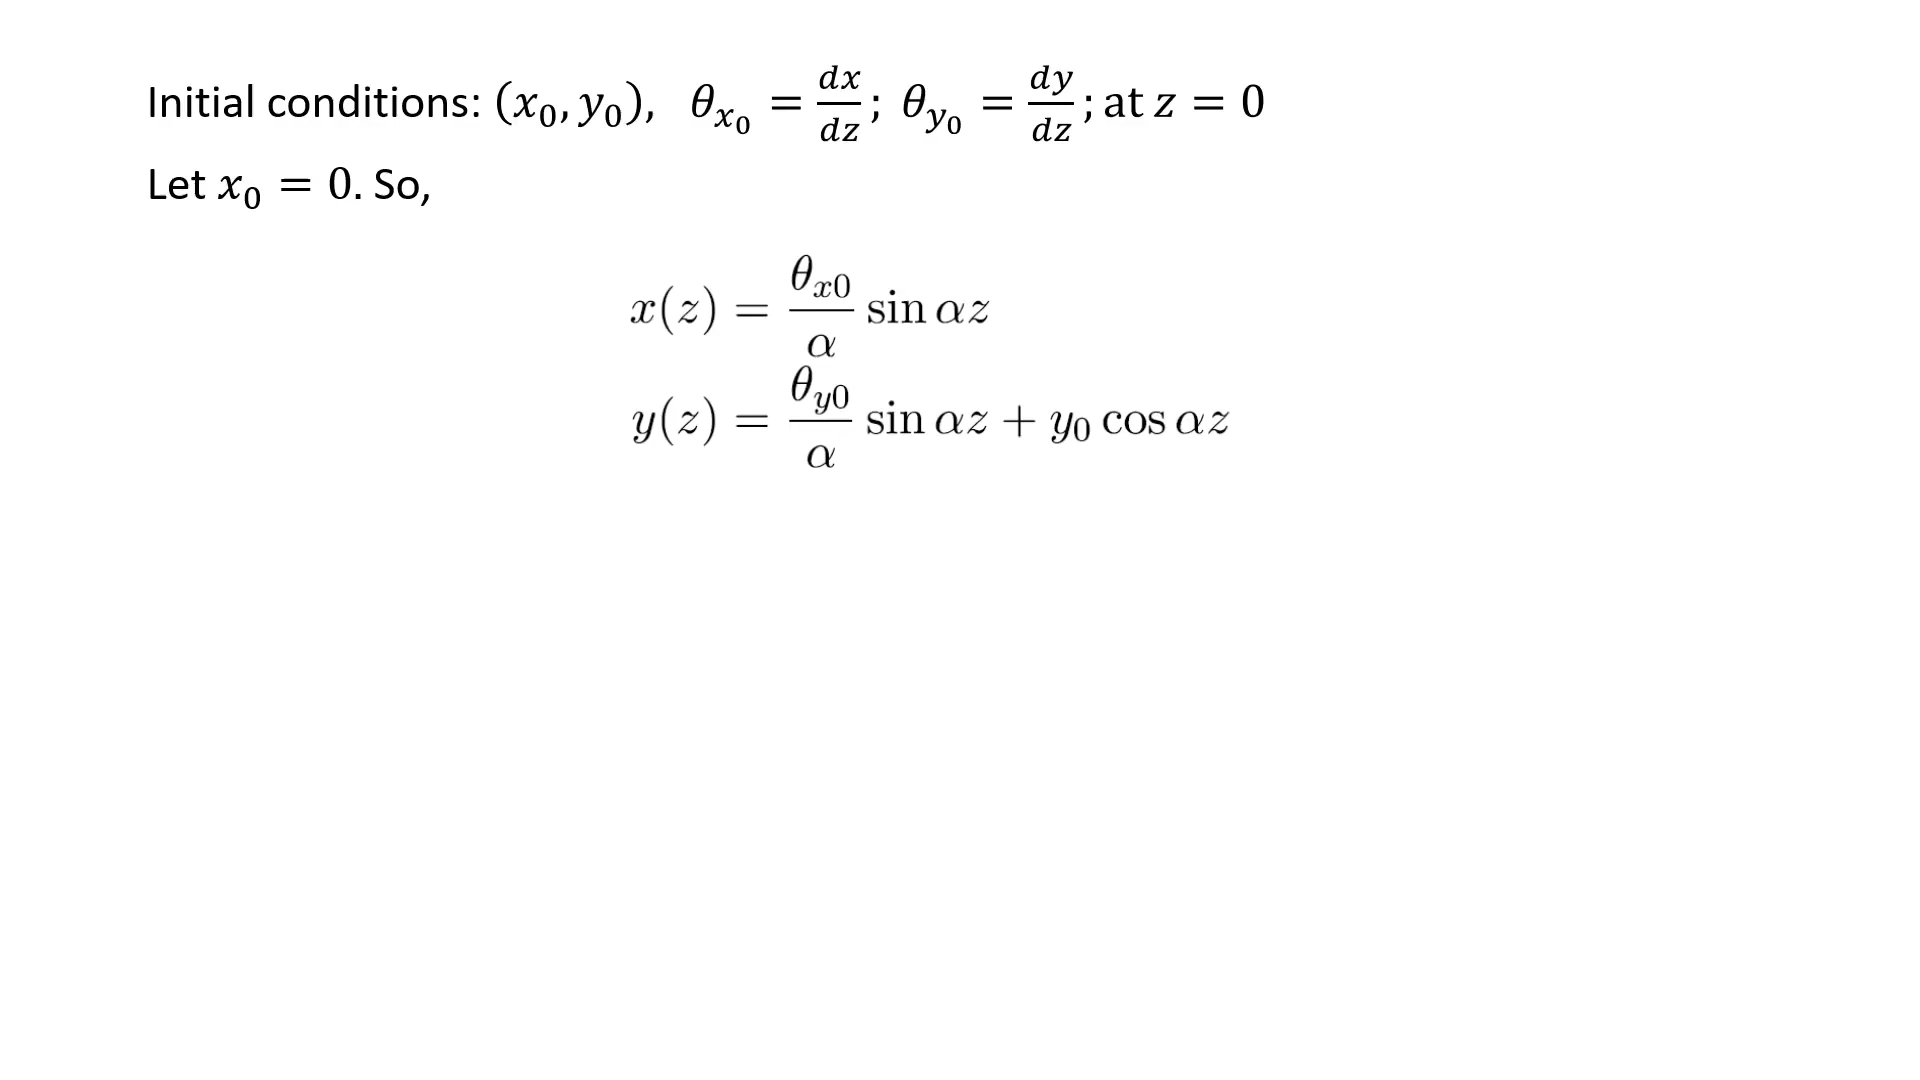 Initial conditions: (x₀, y₀), θ_{x₀} = dx/dz; θ_{y₀} = dy/dz; at z = 0
Let x₀ = 0. So,
x(z) = θ_{x0}/α sin αz
y(z) = θ_{y0}/α sin αz + y₀ cos αz